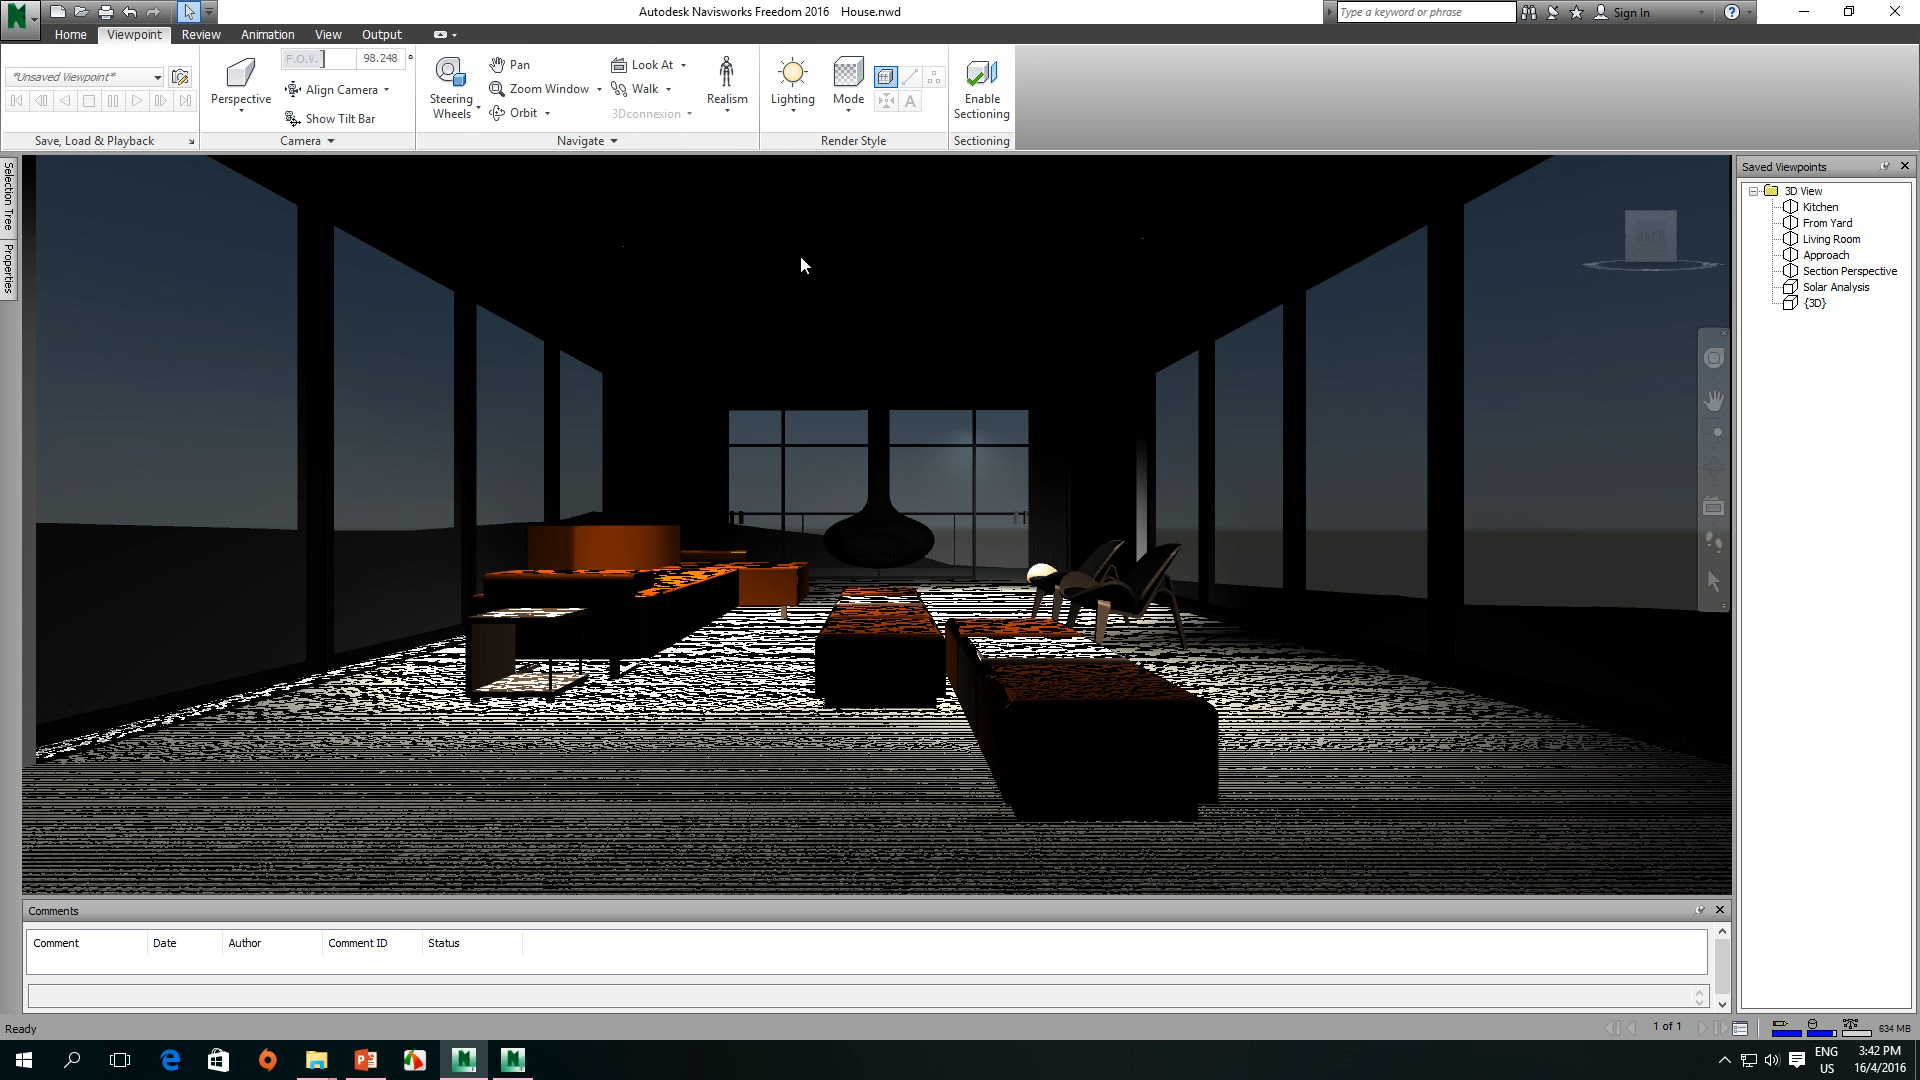 Autodesk Navisworks Freedom 2016 House.nwd
Type a keyword or phrase
Sign In
Home Viewpoint Review Animation View Output
*Unsaved Viewpoint*
Save, Load & Playback
Perspective
F.O.V.
98.248 °
Align Camera
Show Tilt Bar
Camera
Steering
Wheels
Pan
Zoom Window
Orbit
Look At
Walk
3Dconnexion
Realism
Navigate
Lighting
Mode
A
Render Style
Enable
Sectioning
Sectioning
Selection Tree
Properties
BACK
Saved Viewpoints
3D View
Kitchen
From Yard
Living Room
Approach
Section Perspective
Solar Analysis
{3D}
Comments
Comment Date Author Comment ID Status
Ready
1 of 1
634 MB
ENG
US
3:42 PM
16/4/2016